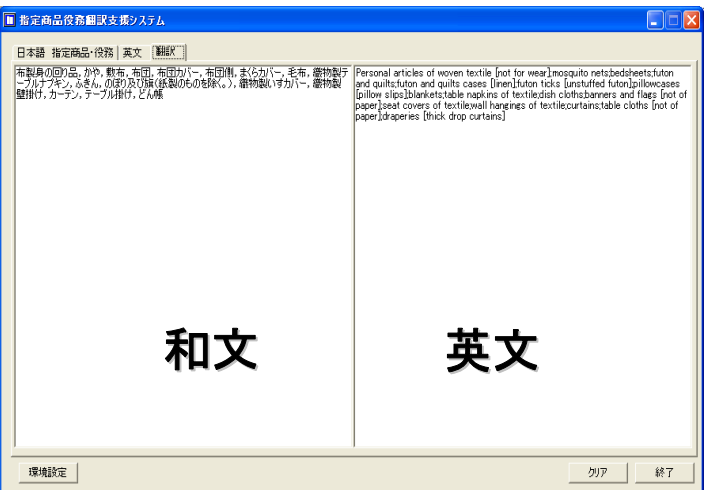 指定商品役務翻訳支援システム
日本語 指定商品・役務 英文 翻訳
布製身の回り品，かや，敷布，布団，布団カバー，布団側，まくらカバー，毛布，織物製テ
ーブルナプキン，ふきん，のぼり及び旗（紙製のものを除く。），織物製いすカバー，織物製
壁掛け，カーテン，テーブル掛け，どん帳
Personal articles of woven textile [not for wear];mosquito nets;bedsheets;futon
and quilts;futon and quilts cases [linen];futon ticks [unstuffed futon];pillowcases
[pillow slips];blankets;table napkins of textile;dish cloths;banners and flags [not of
paper];seat covers of textile;wall hangings of textile;curtains;table cloths [not of
paper];draperies [thick drop curtains]
和文
英文
環境設定
クリア
終了